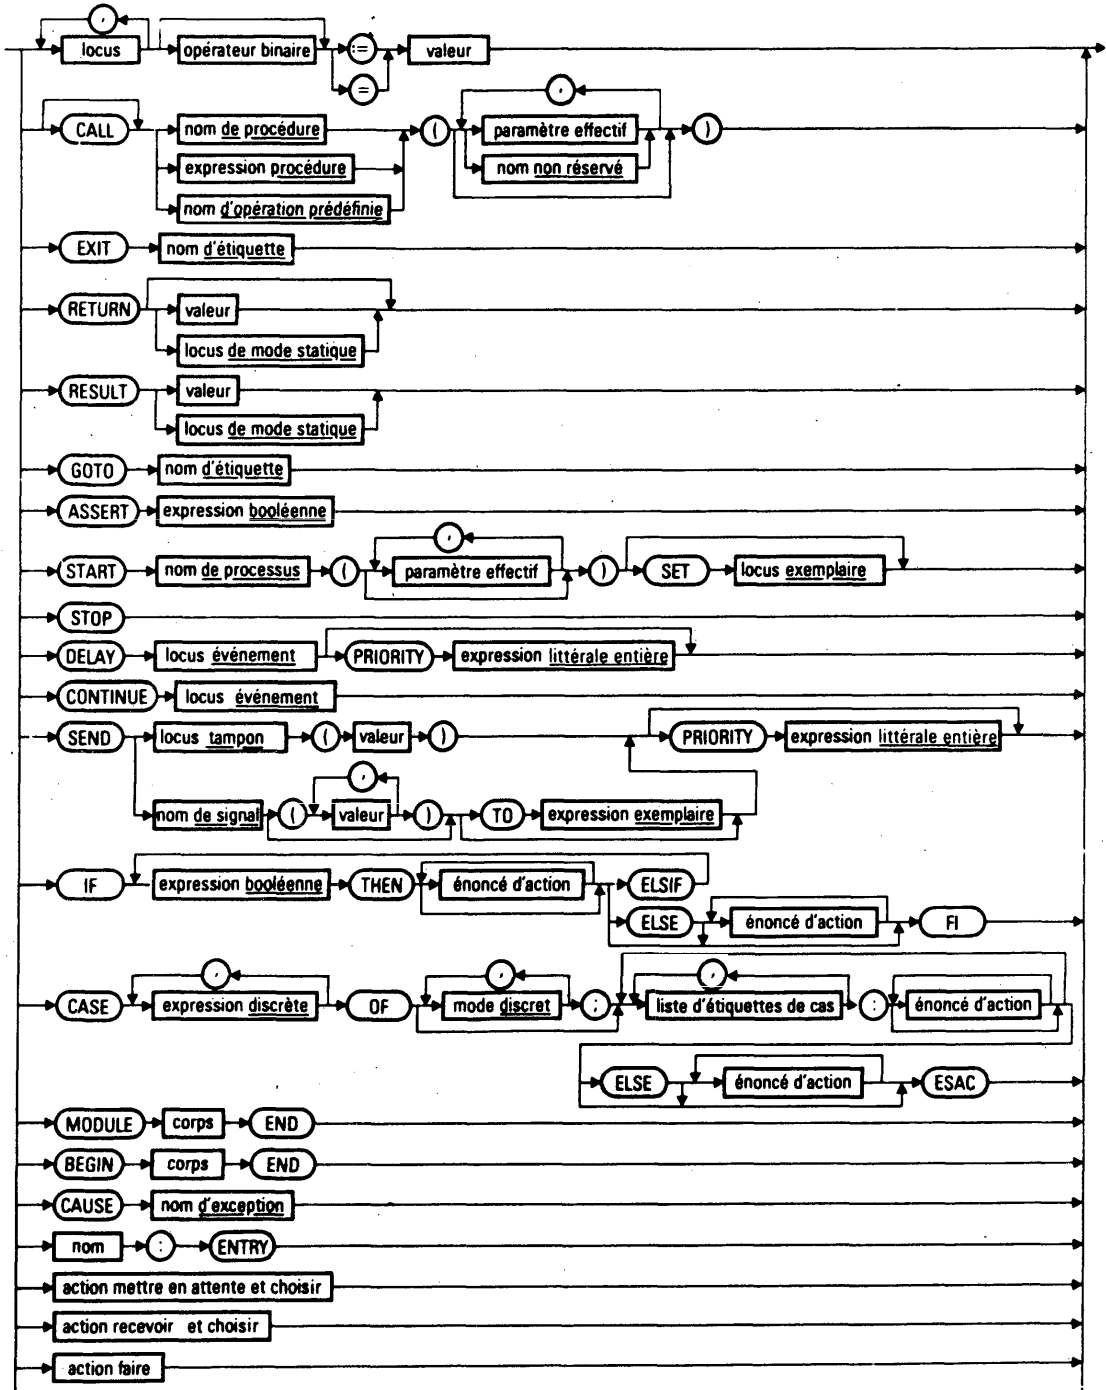 ,
locus opérateur binaire := valeur
=
,
CALL nom de procédure ( paramètre effectif )
expression procédure nom non réservé
nom d'opération prédéfinie
EXIT nom d'étiquette
RETURN valeur
locus de mode statique
RESULT valeur
locus de mode statique
GOTO nom d'étiquette
ASSERT expression booléenne
,
START nom de processus ( paramètre effectif ) SET locus exemplaire
STOP
DELAY locus événement PRIORITY expression littérale entière
CONTINUE locus événement
SEND locus tampon ( valeur ) PRIORITY expression littérale entière
,
nom de signal ( valeur ) TO expression exemplaire
IF expression booléenne THEN énoncé d'action ELSIF
ELSE énoncé d'action FI
, , ,
CASE expression discrète OF mode discret ; liste d'étiquettes de cas : énoncé d'action
ELSE énoncé d'action ESAC
MODULE corps END
BEGIN corps END
CAUSE nom d'exception
nom : ENTRY
action mettre en attente et choisir
action recevoir et choisir
action faire